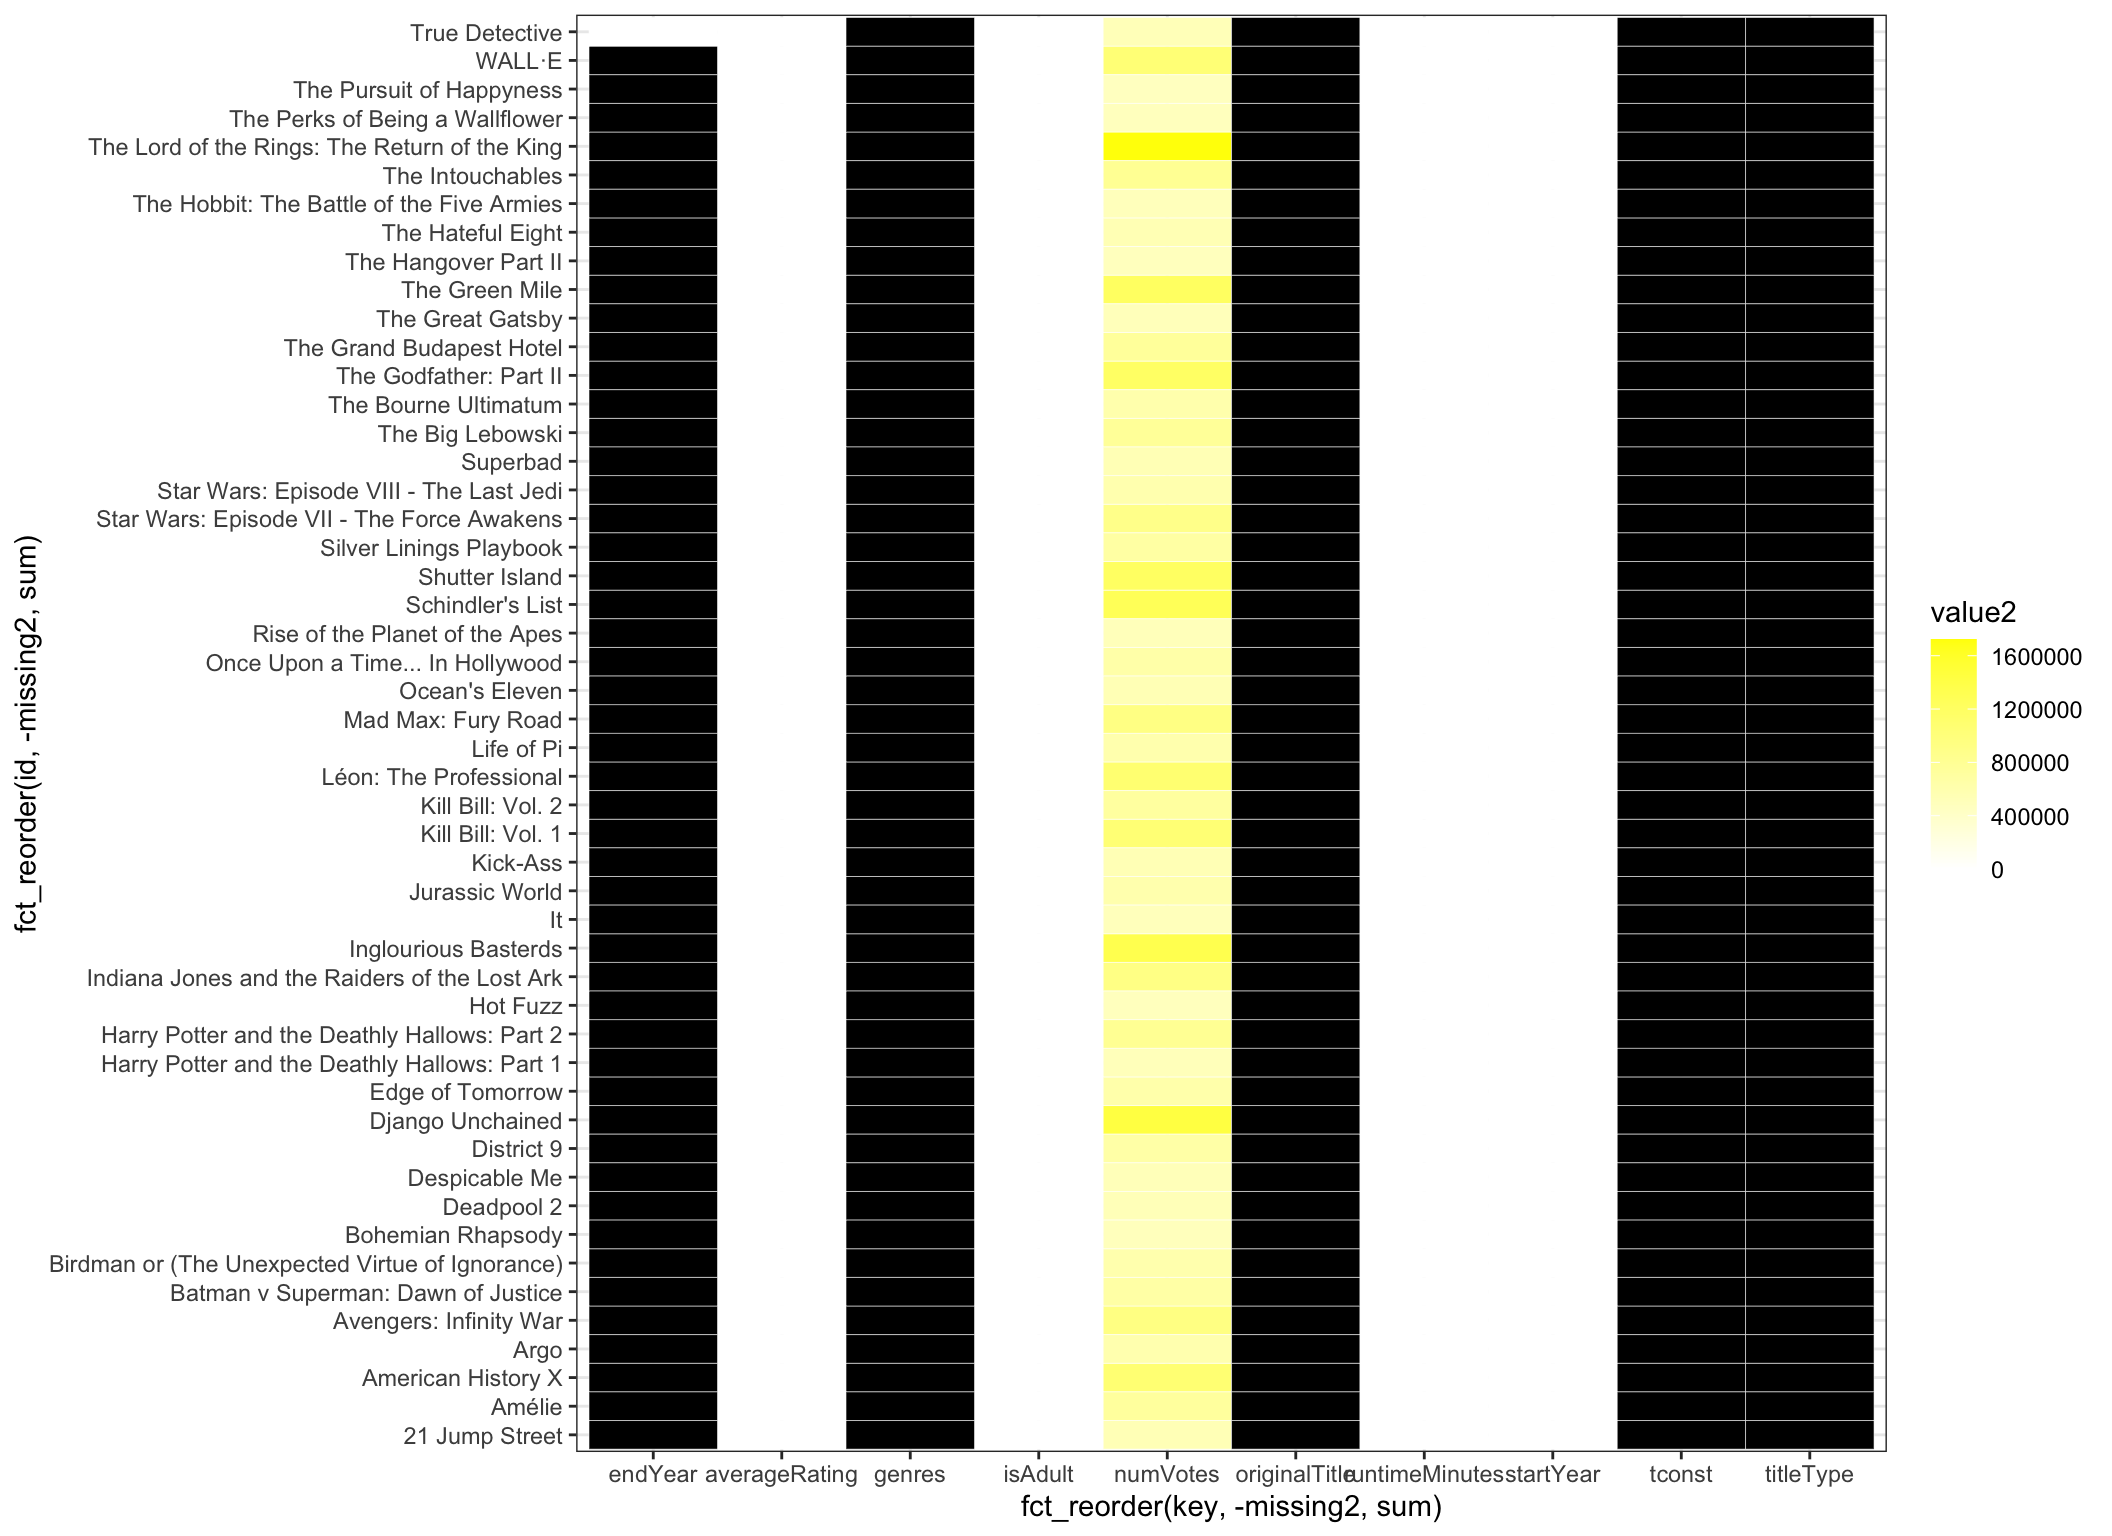 True Detective
WALL·E
The Pursuit of Happyness
The Perks of Being a Wallflower
The Lord of the Rings: The Return of the King
The Intouchables
The Hobbit: The Battle of the Five Armies
The Hateful Eight
The Hangover Part II
The Green Mile
The Great Gatsby
The Grand Budapest Hotel
The Godfather: Part II
The Bourne Ultimatum
The Big Lebowski
Superbad
Star Wars: Episode VIII - The Last Jedi
Star Wars: Episode VII - The Force Awakens
Silver Linings Playbook
Shutter Island
Schindler's List
Rise of the Planet of the Apes
Once Upon a Time... In Hollywood
Ocean's Eleven
Mad Max: Fury Road
Life of Pi
Léon: The Professional
Kill Bill: Vol. 2
Kill Bill: Vol. 1
Kick-Ass
Jurassic World
It
Inglourious Basterds
Indiana Jones and the Raiders of the Lost Ark
Hot Fuzz
Harry Potter and the Deathly Hallows: Part 2
Harry Potter and the Deathly Hallows: Part 1
Edge of Tomorrow
Django Unchained
District 9
Despicable Me
Deadpool 2
Bohemian Rhapsody
Birdman or (The Unexpected Virtue of Ignorance)
Batman v Superman: Dawn of Justice
Avengers: Infinity War
Argo
American History X
Amélie
21 Jump Street
fct_reorder(id, -missing2, sum)
endYear averageRating genres isAdult numVotes originalTitle runtimeMinutes startYear tconst titleType
fct_reorder(key, -missing2, sum)
value2
1600000
1200000
800000
400000
0